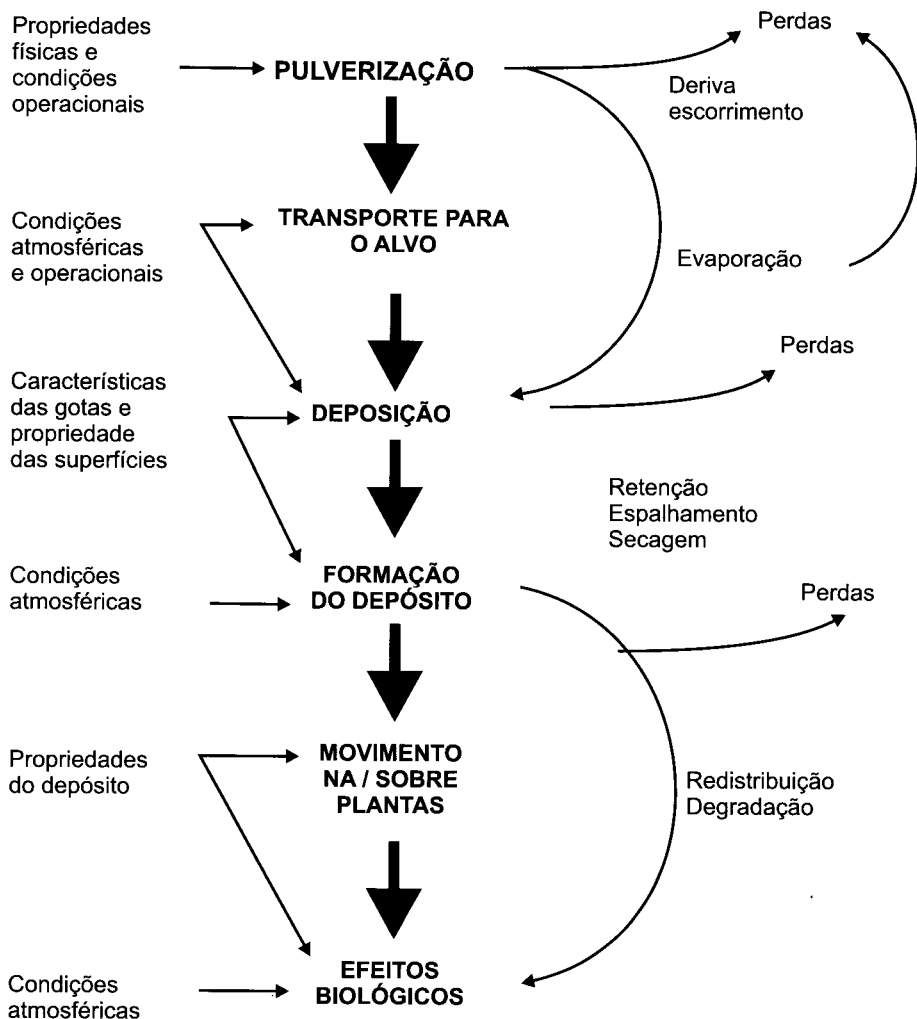 Propriedades
físicas e
condições
operacionais
PULVERIZAÇÃO
Perdas
Deriva
escorrimento
Condições
atmosféricas
e operacionais
TRANSPORTE PARA
O ALVO
Evaporação
Perdas
Características
das gotas e
propriedade
das superfícies
DEPOSIÇÃO
Retenção
Espalhamento
Secagem
Condições
atmosféricas
FORMAÇÃO
DO DEPÓSITO
Perdas
Propriedades
do depósito
MOVIMENTO
NA / SOBRE
PLANTAS
Redistribuição
Degradação
Condições
atmosféricas
EFEITOS
BIOLÓGICOS